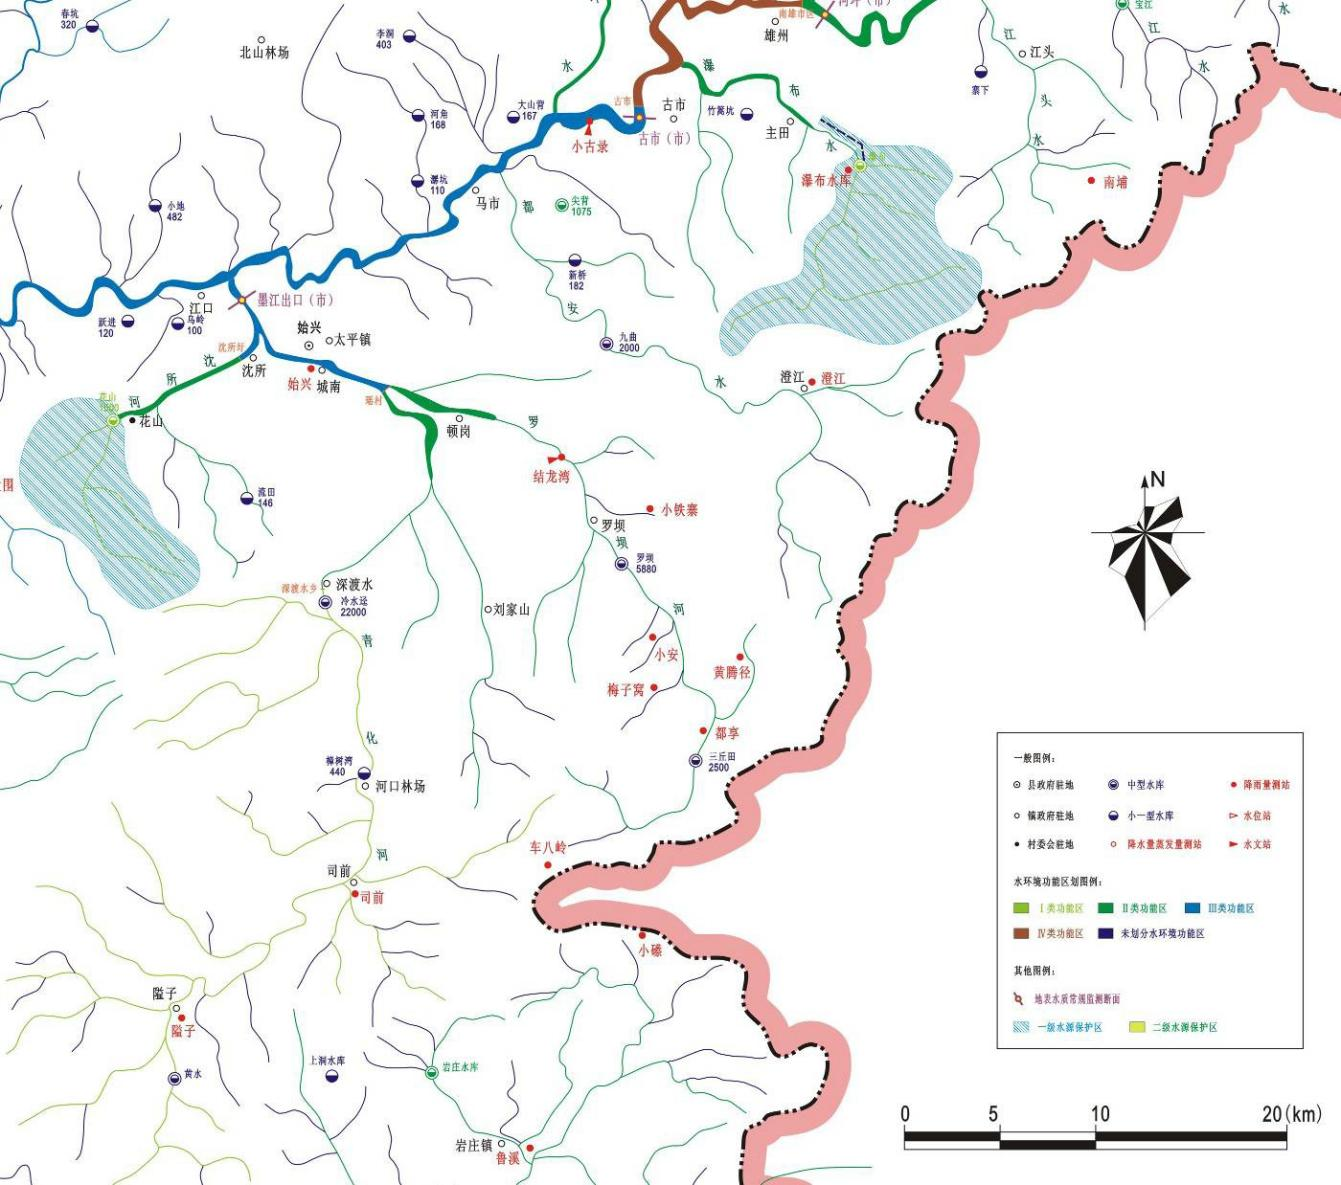 春坑
320
北山林场
李洞
403
河角
168
大山背
167
水
小古录
古市
古市
古市（市）
南雄市区
雄州
瀑
布
水
竹篙坑
主田
瀑布水库
寨下
江
头
水
江头
宝江
江
水
水
南埔
小地
482
潺坑
110
马市
都
安
水
尖背
1075
新桥
182
九曲
2000
江口
墨江出口（市）
跃进
120
乌岭
100
始兴
太平镇
沈所
始兴
城南
沈
所
河
花山
顿岗
罗
坝
河
结龙湾
澄江
澄江
小铁寨
罗坝
罗坝
5880
流田
146
围
深渡水乡
深渡水
冷水迳
22000
刘家山
清
化
河
小安
梅子窝
黄腾径
都亨
三丘田
2500
樟树湾
440
河口林场
司前
司前
车八岭
小磜
隘子
隘子
黄水
上洞水库
岩庄水库
岩庄镇
鲁溪
N
一般图例：
县政府驻地
中型水库
降雨量测站
镇政府驻地
小一型水库
水位站
村委会驻地
降水量蒸发量测站
水文站
水环境功能区划图例：
I类功能区
II类功能区
III类功能区
IV类功能区
未划分水环境功能区
其他图例：
地表水质常规监测断面
一级水源保护区
二级水源保护区
0
5
10
20(km)